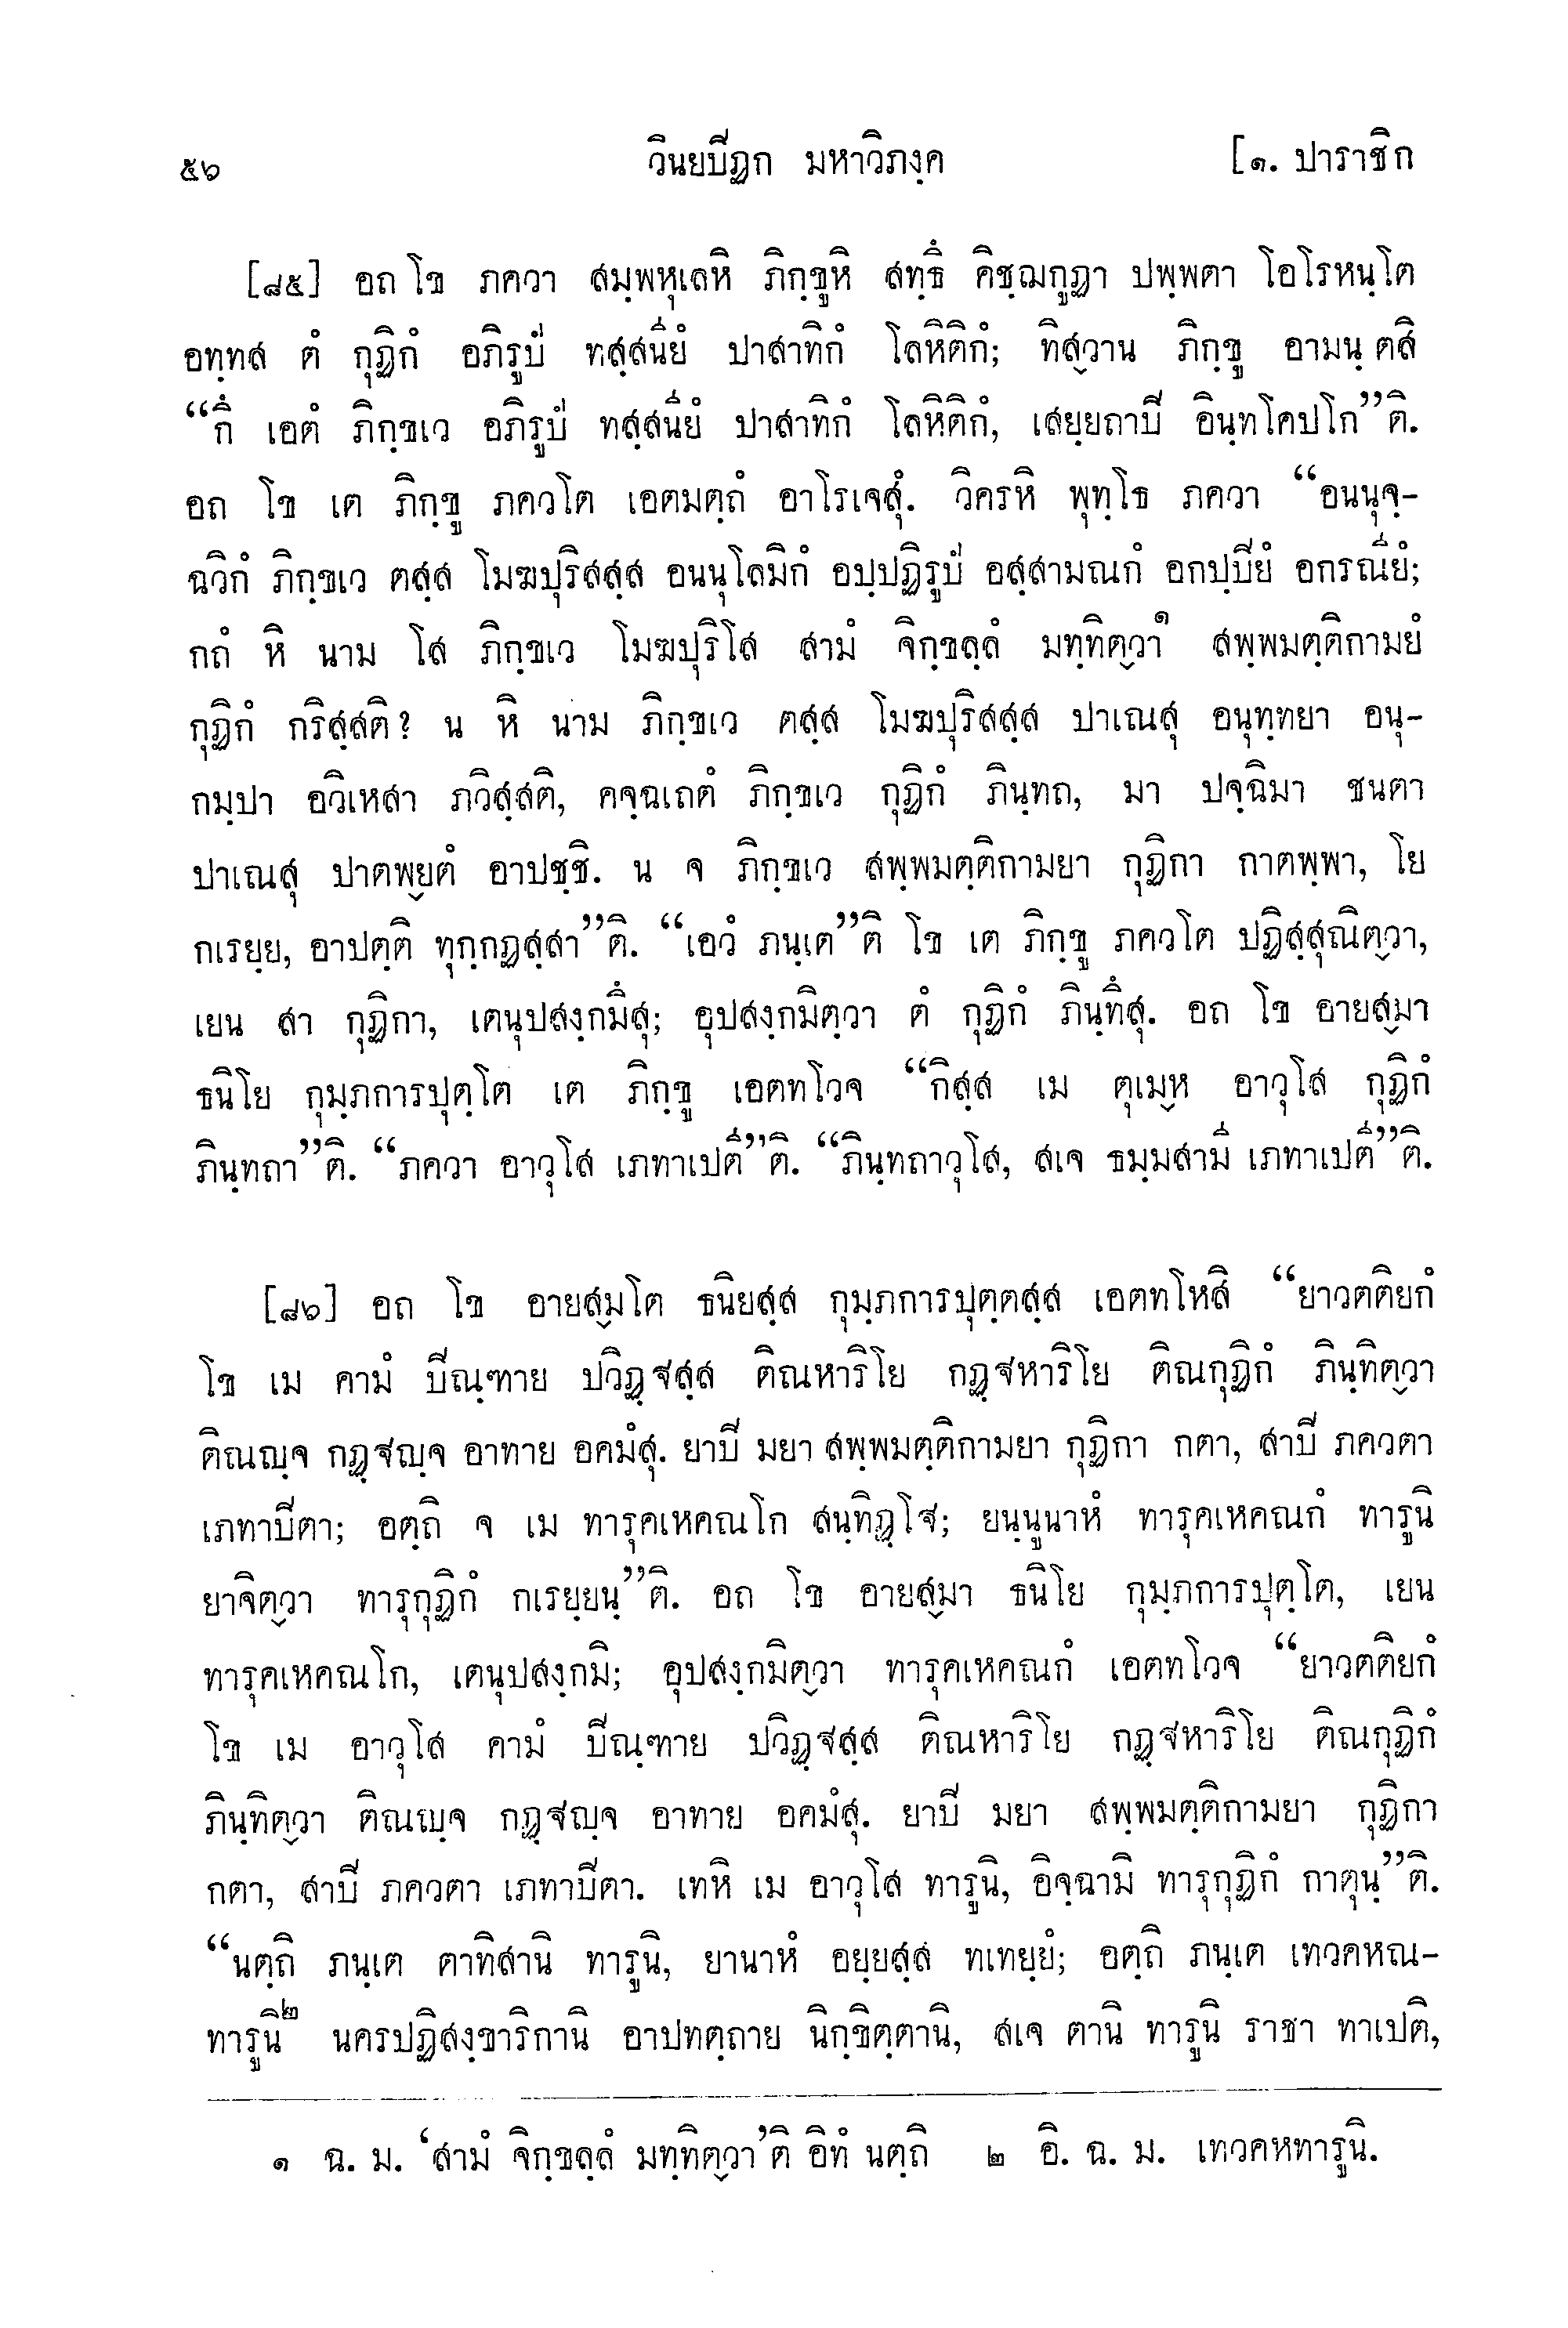 ๕๖ วินยปิฏก มหาวิภงฺค [๑. ปาราชิก
[๘๕] อถ โข ภควา สมฺพหุเลหิ ภิกฺขูหิ สทฺธึ คิชฺฌกูฏา ปพฺพตา โอโรหนฺโต
อทฺทส ตํ กุฏิกํ อภิรูปํ ทสฺสนียํ ปาสาทิกํ โลหิติกํ; ทิสฺวาน ภิกฺขู อามนฺตสิ
“กึ เอตํ ภิกฺขเว อภิรูปํ ทสฺสนียํ ปาสาทิกํ โลหิติกํ, เสยฺยถาปิ อินฺทโคปโก”ติ.
อถ โข เต ภิกฺขู ภควโต เอตมตฺถํ อาโรเจสุํ. วิครหิ พุทฺโธ ภควา “อนนุจฺ-
ฉวิกํ ภิกฺขเว ตสฺส โมฆปุริสสฺส อนนุโลมิกํ อปฺปฏิรูปํ อสฺสามณกํ อกปฺปิยํ อกรณียํ;
กถํ หิ นาม โส ภิกฺขเว โมฆปุริโส สามํ จิกฺขลฺลํ มทฺทิตฺวา๑ สพฺพมตฺติกามยํ
กุฏิกํ กริสฺสติ? น หิ นาม ภิกฺขเว ตสฺส โมฆปุริสสฺส ปาเณสุ อนุทฺทยา อนุ-
กมฺปา อวิเหสา ภวิสฺสติ, คจฺฉเถตํ ภิกฺขเว กุฏิกํ ภินฺทถ, มา ปจฺฉิมา ชนตา
ปาเณสุ ปาตพฺยตํ อาปชฺชิ. น จ ภิกฺขเว สพฺพมตฺติกามยา กุฏิกา กาตพฺพา, โย
กเรยฺย, อาปตฺติ ทุกฺกฏสฺสา”ติ. “เอวํ ภนฺเต”ติ โข เต ภิกฺขู ภควโต ปฏิสฺสุณิตฺวา,
เยน สา กุฏิกา, เตนุปสงฺกมึสุ; อุปสงฺกมิตฺวา ตํ กุฏิกํ ภินฺทึสุ. อถ โข อายสฺมา
ธนิโย กุมฺภการปุตฺโต เต ภิกฺขู เอตทโวจ “กิสฺส เม ตุเมฺห อาวุโส กุฏิกํ
ภินฺทถา”ติ. “ภควา อาวุโส เภทาเปตี”ติ. “ภินฺทถาวุโส, สเจ ธมฺมสามี เภทาเปตี”ติ.
[๘๖] อถ โข อายสฺมโต ธนิยสฺส กุมฺภการปุตฺตสฺส เอตทโหสิ “ยาวตติยกํ
โข เม คามํ ปิณฺฑาย ปวิฏฺฐสฺส ติณหาริโย กฏฺฐหาริโย ติณกุฏิกํ ภินฺทิตฺวา
ติณญฺจ กฏฺฐญฺจ อาทาย อคมํสุ. ยาปิ มยา สพฺพมตฺติกามยา กุฏิกา กตา, สาปิ ภควตา
เภทาปิตา; อตฺถิ จ เม ทารุคเหคณโก สนฺทิฏฺโฐ; ยนฺนูนาหํ ทารุคเหคณกํ ทารูนิ
ยาจิตฺวา ทารุกุฏิกํ กเรยฺยนฺ”ติ. อถ โข อายสฺมา ธนิโย กุมฺภการปุตฺโต, เยน
ทารุคเหคณโก, เตนุปสงฺกมิ; อุปสงฺกมิตฺวา ทารุคเหคณกํ เอตทโวจ “ยาวตติยกํ
โข เม อาวุโส คามํ ปิณฺฑาย ปวิฏฺฐสฺส ติณหาริโย กฏฺฐหาริโย ติณกุฏิกํ
ภินฺทิตฺวา ติณญฺจ กฏฺฐญฺจ อาทาย อคมํสุ. ยาปิ มยา สพฺพมตฺติกามยา กุฏิกา
กตา, สาปิ ภควตา เภทาปิตา. เทหิ เม อาวุโส ทารูนิ, อิจฺฉามิ ทารุกุฏิกํ กาตุนฺ”ติ.
“นตฺถิ ภนฺเต ตาทิสานิ ทารูนิ, ยานาหํ อยฺยสฺส ทเทยฺยํ; อตฺถิ ภนฺเต เทวคหณ-
ทารูนิ๒ นครปฏิสงฺขาริกานิ อาปทตฺถาย นิกฺขิตฺตานิ, สเจ ตานิ ทารูนิ ราชา ทาเปติ,
๑ ฉ. ม. ‘สามํ จิกฺขลฺลํ มทฺทิตฺวา’ติ อิทํ นตฺถิ ๒ อิ. ฉ. ม. เทวคหทารูนิ.